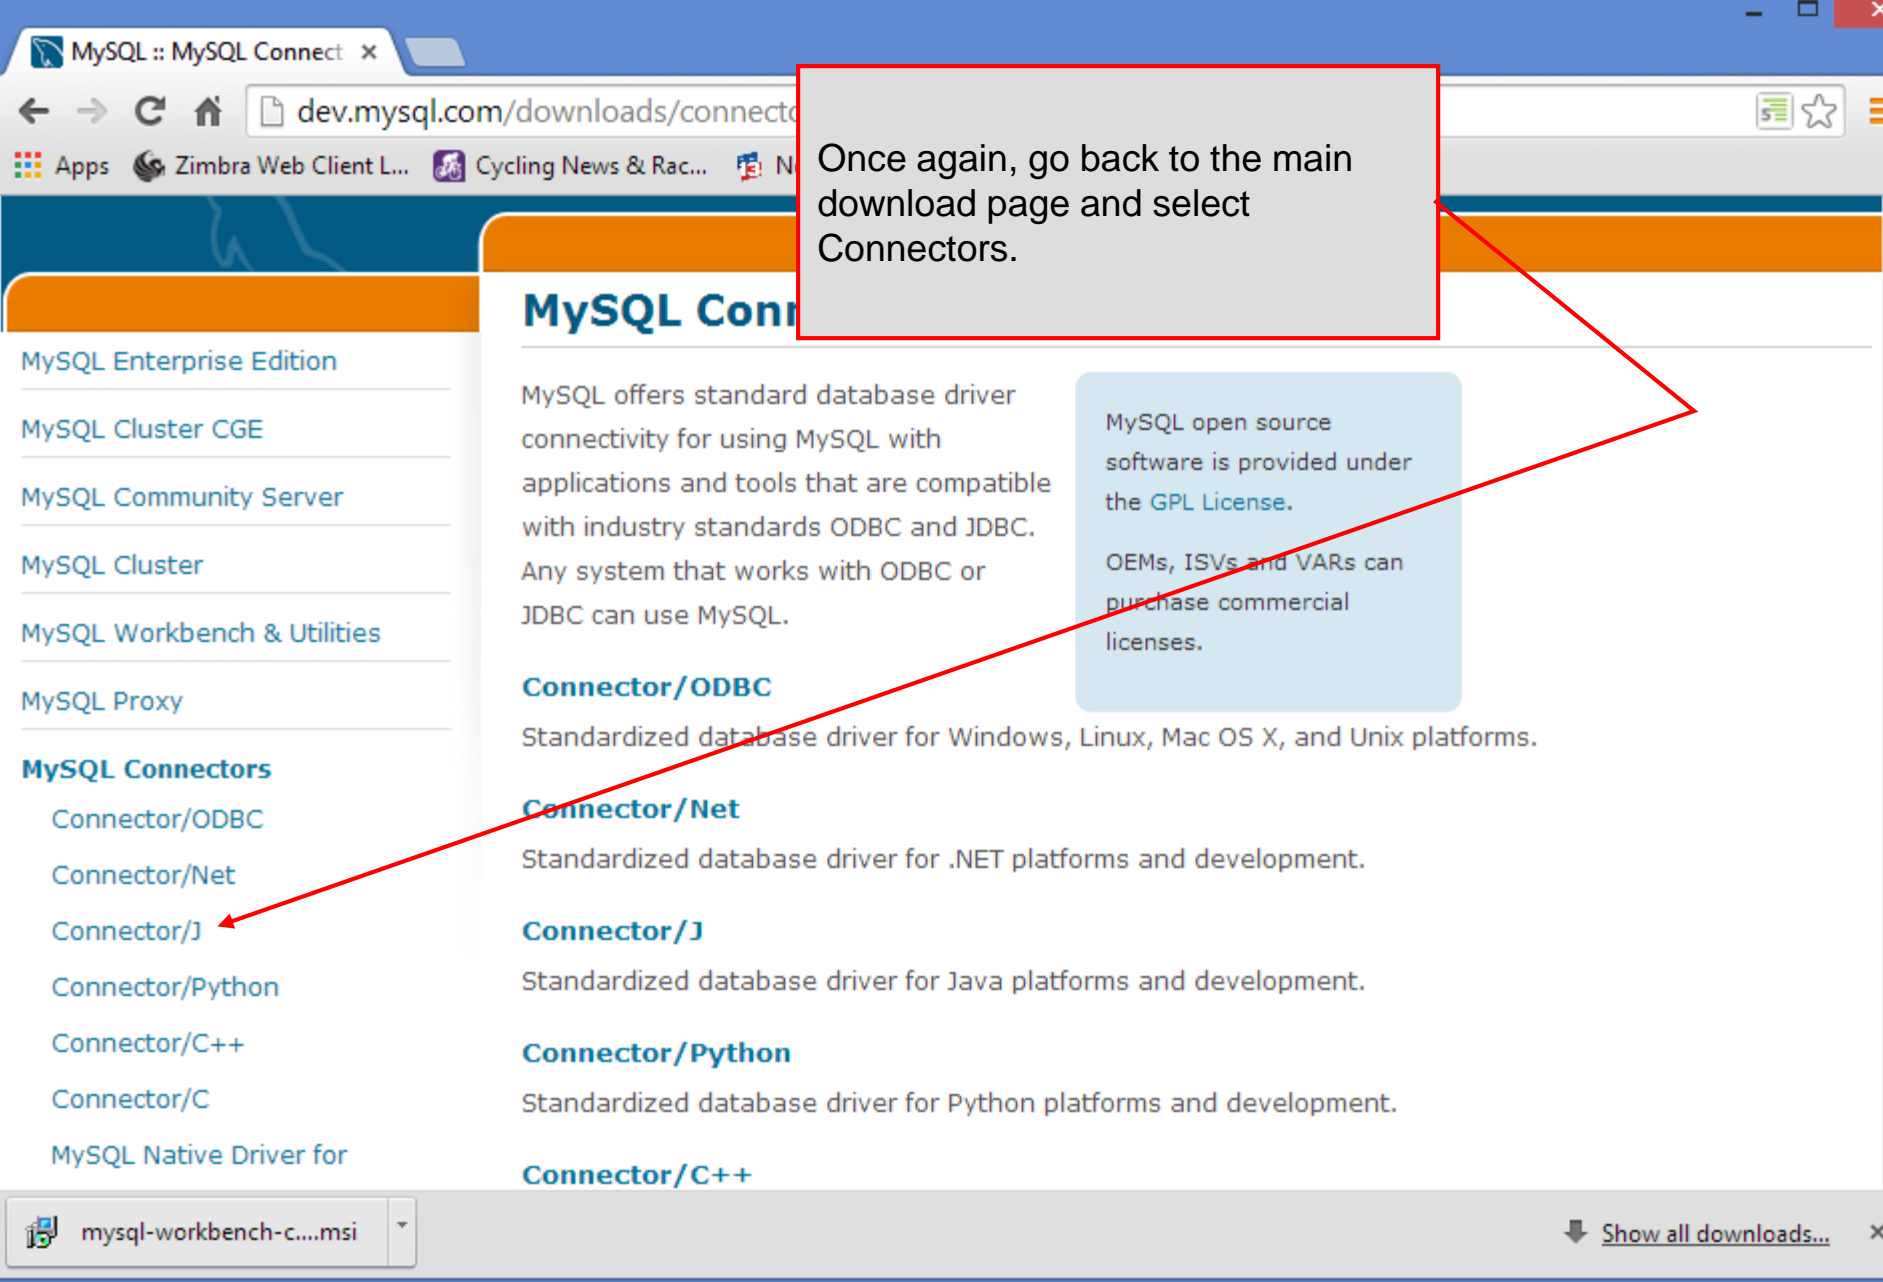 MySQL :: MySQL Connect
dev.mysql.com/downloads/connecto
Apps Zimbra Web Client L... Cycling News & Rac...
Once again, go back to the main
download page and select
Connectors.
MySQL
MySQL Enterprise Edition
MySQL Cluster CGE
MySQL Community Server
MySQL Cluster
MySQL Workbench & Utilities
MySQL Proxy
MySQL Connectors
Connector/ODBC
Connector/Net
Connector/J
Connector/Python
Connector/C++
Connector/C
MySQL Native Driver for
MySQL offers standard database driver
connectivity for using MySQL with
applications and tools that are compatible
with industry standards ODBC and JDBC.
Any system that works with ODBC or
JDBC can use MySQL.
MySQL open source
software is provided under
the GPL License.
OEMs, ISVs and VARs can
purchase commercial
licenses.
Connector/ODBC
Standardized database driver for Windows, Linux, Mac OS X, and Unix platforms.
Connector/Net
Standardized database driver for .NET platforms and development.
Connector/J
Standardized database driver for Java platforms and development.
Connector/Python
Standardized database driver for Python platforms and development.
Connector/C++
mysql-workbench-c....msi
Show all downloads...